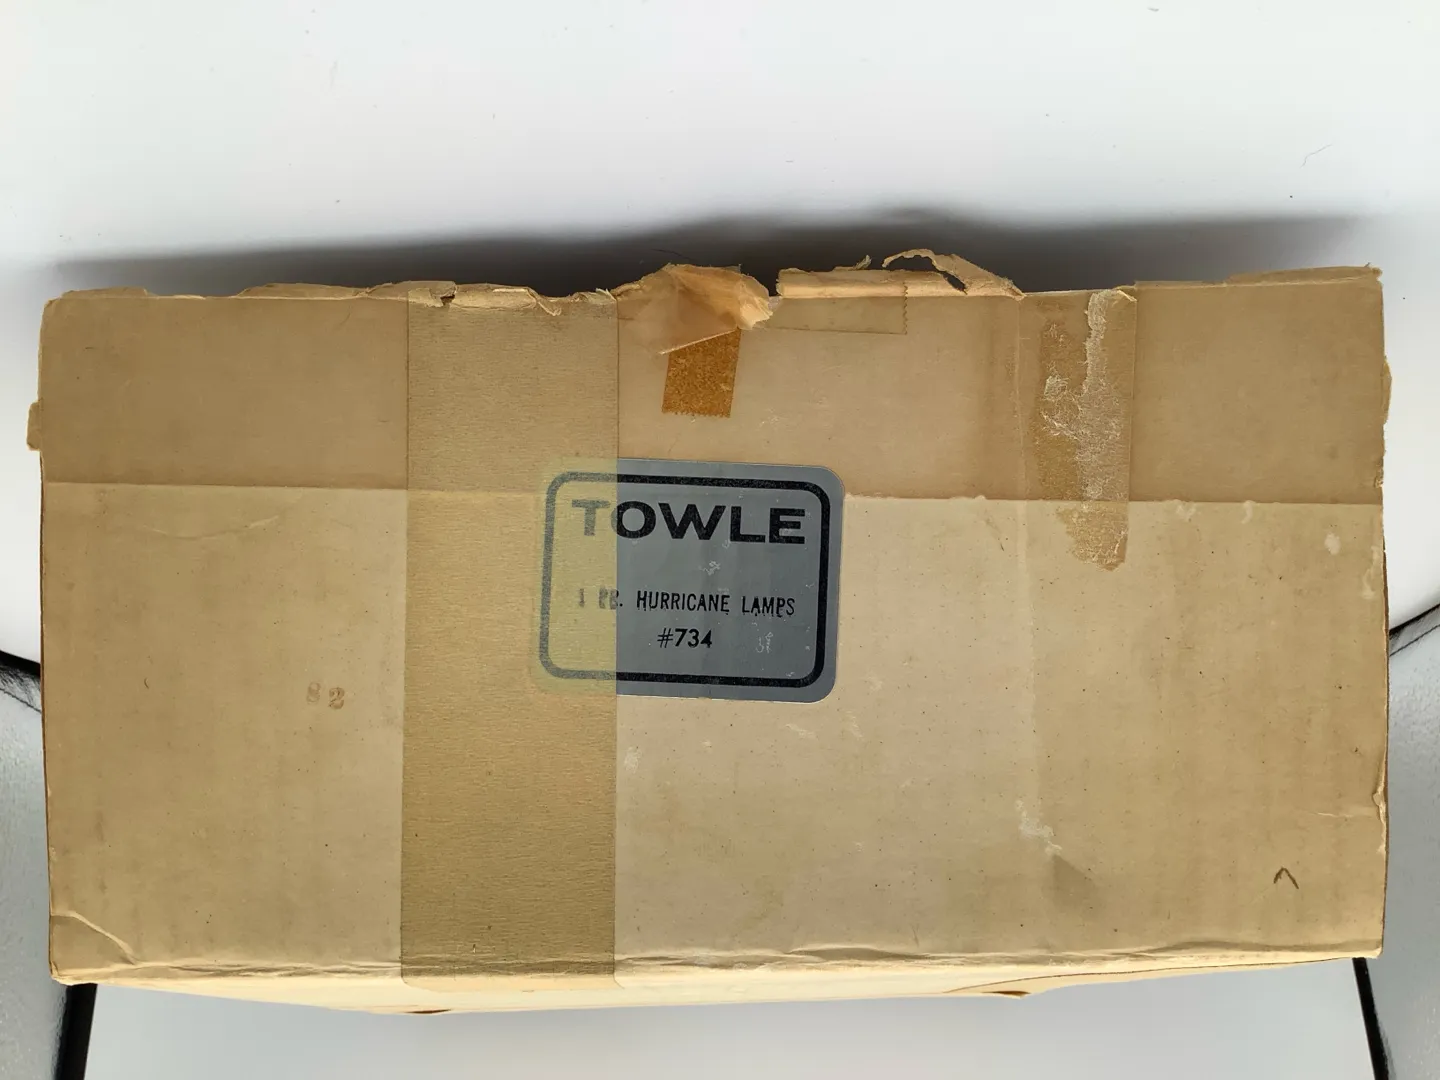 TOWLE
1 PR. HURRICANE LAMPS
#734
82